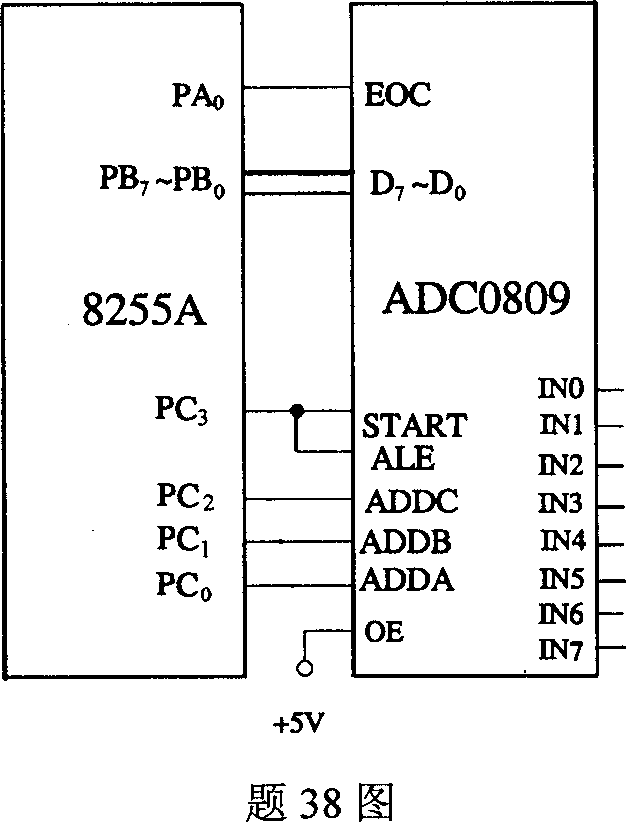 PA₀ EOC
PB₇~PB₀ D₇~D₀
8255A ADC0809
IN0
PC₃ START IN1
ALE IN2
PC₂ ADDC IN3
PC₁ ADDB IN4
PC₀ ADDA IN5
IN6
OE IN7
+5V
题 38 图